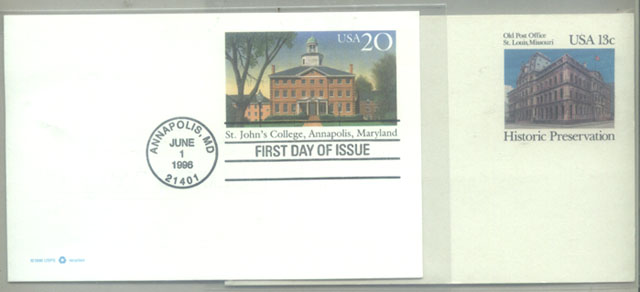 USA 20
St. John's College, Annapolis, Maryland
FIRST DAY OF ISSUE
ANNAPOLIS, MD
JUNE
1
1996
21401
recycled
Old Post Office
St. Louis, Missouri
USA 13c
Historic Preservation